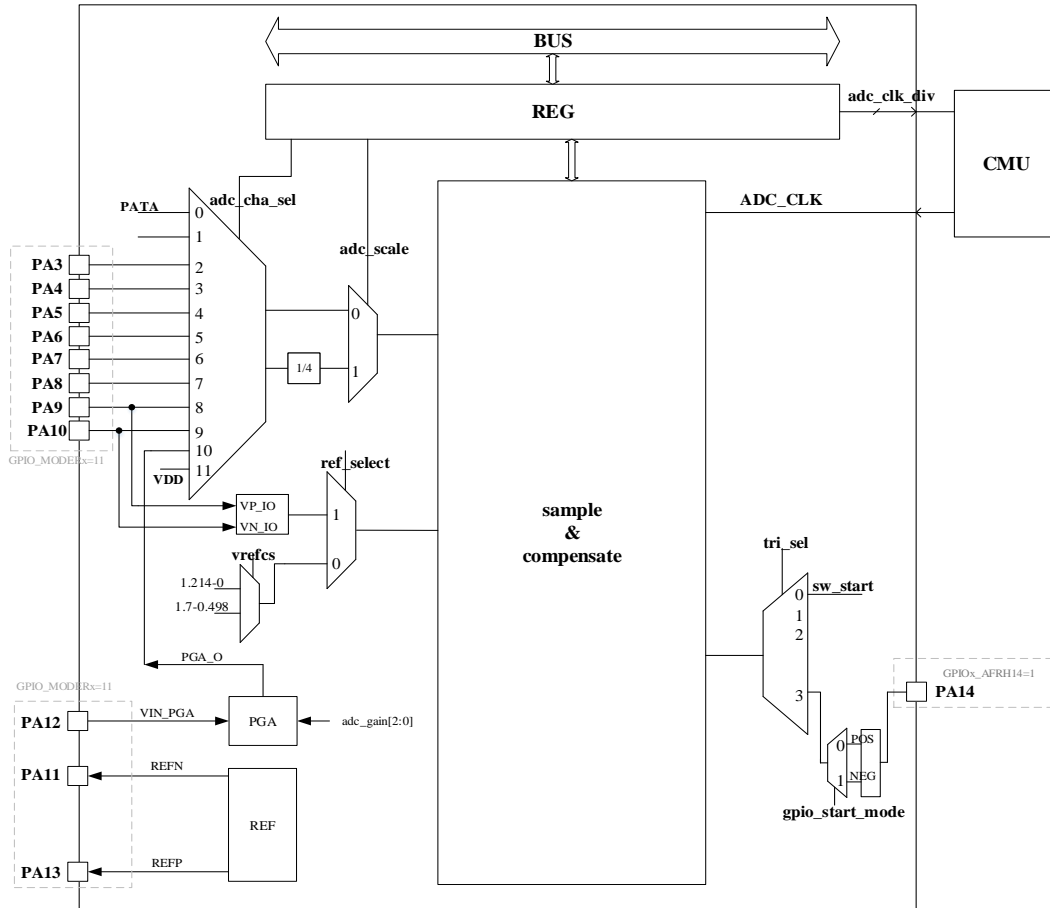 BUS
REG
adc_clk_div
CMU
ADC_CLK
adc_cha_sel
adc_scale
PATA
0
1
PA3
2
PA4
3
PA5
4
PA6
5
PA7
6
PA8
7
PA9
8
PA10
9
10
VDD
11
GPIO_MODERx=11
0
1/4
1
ref_select
VP_IO
VN_IO
1
0
vrefcs
1.214-0
1.7-0.498
sample
&
compensate
tri_sel
0
sw_start
1
2
3
GPIOx_AFRH14=1
PA14
0
POS
1
NEG
gpio_start_mode
PGA_O
GPIO_MODERx=11
PA12
VIN_PGA
PGA
adc_gain[2:0]
PA11
REFN
REF
PA13
REFP